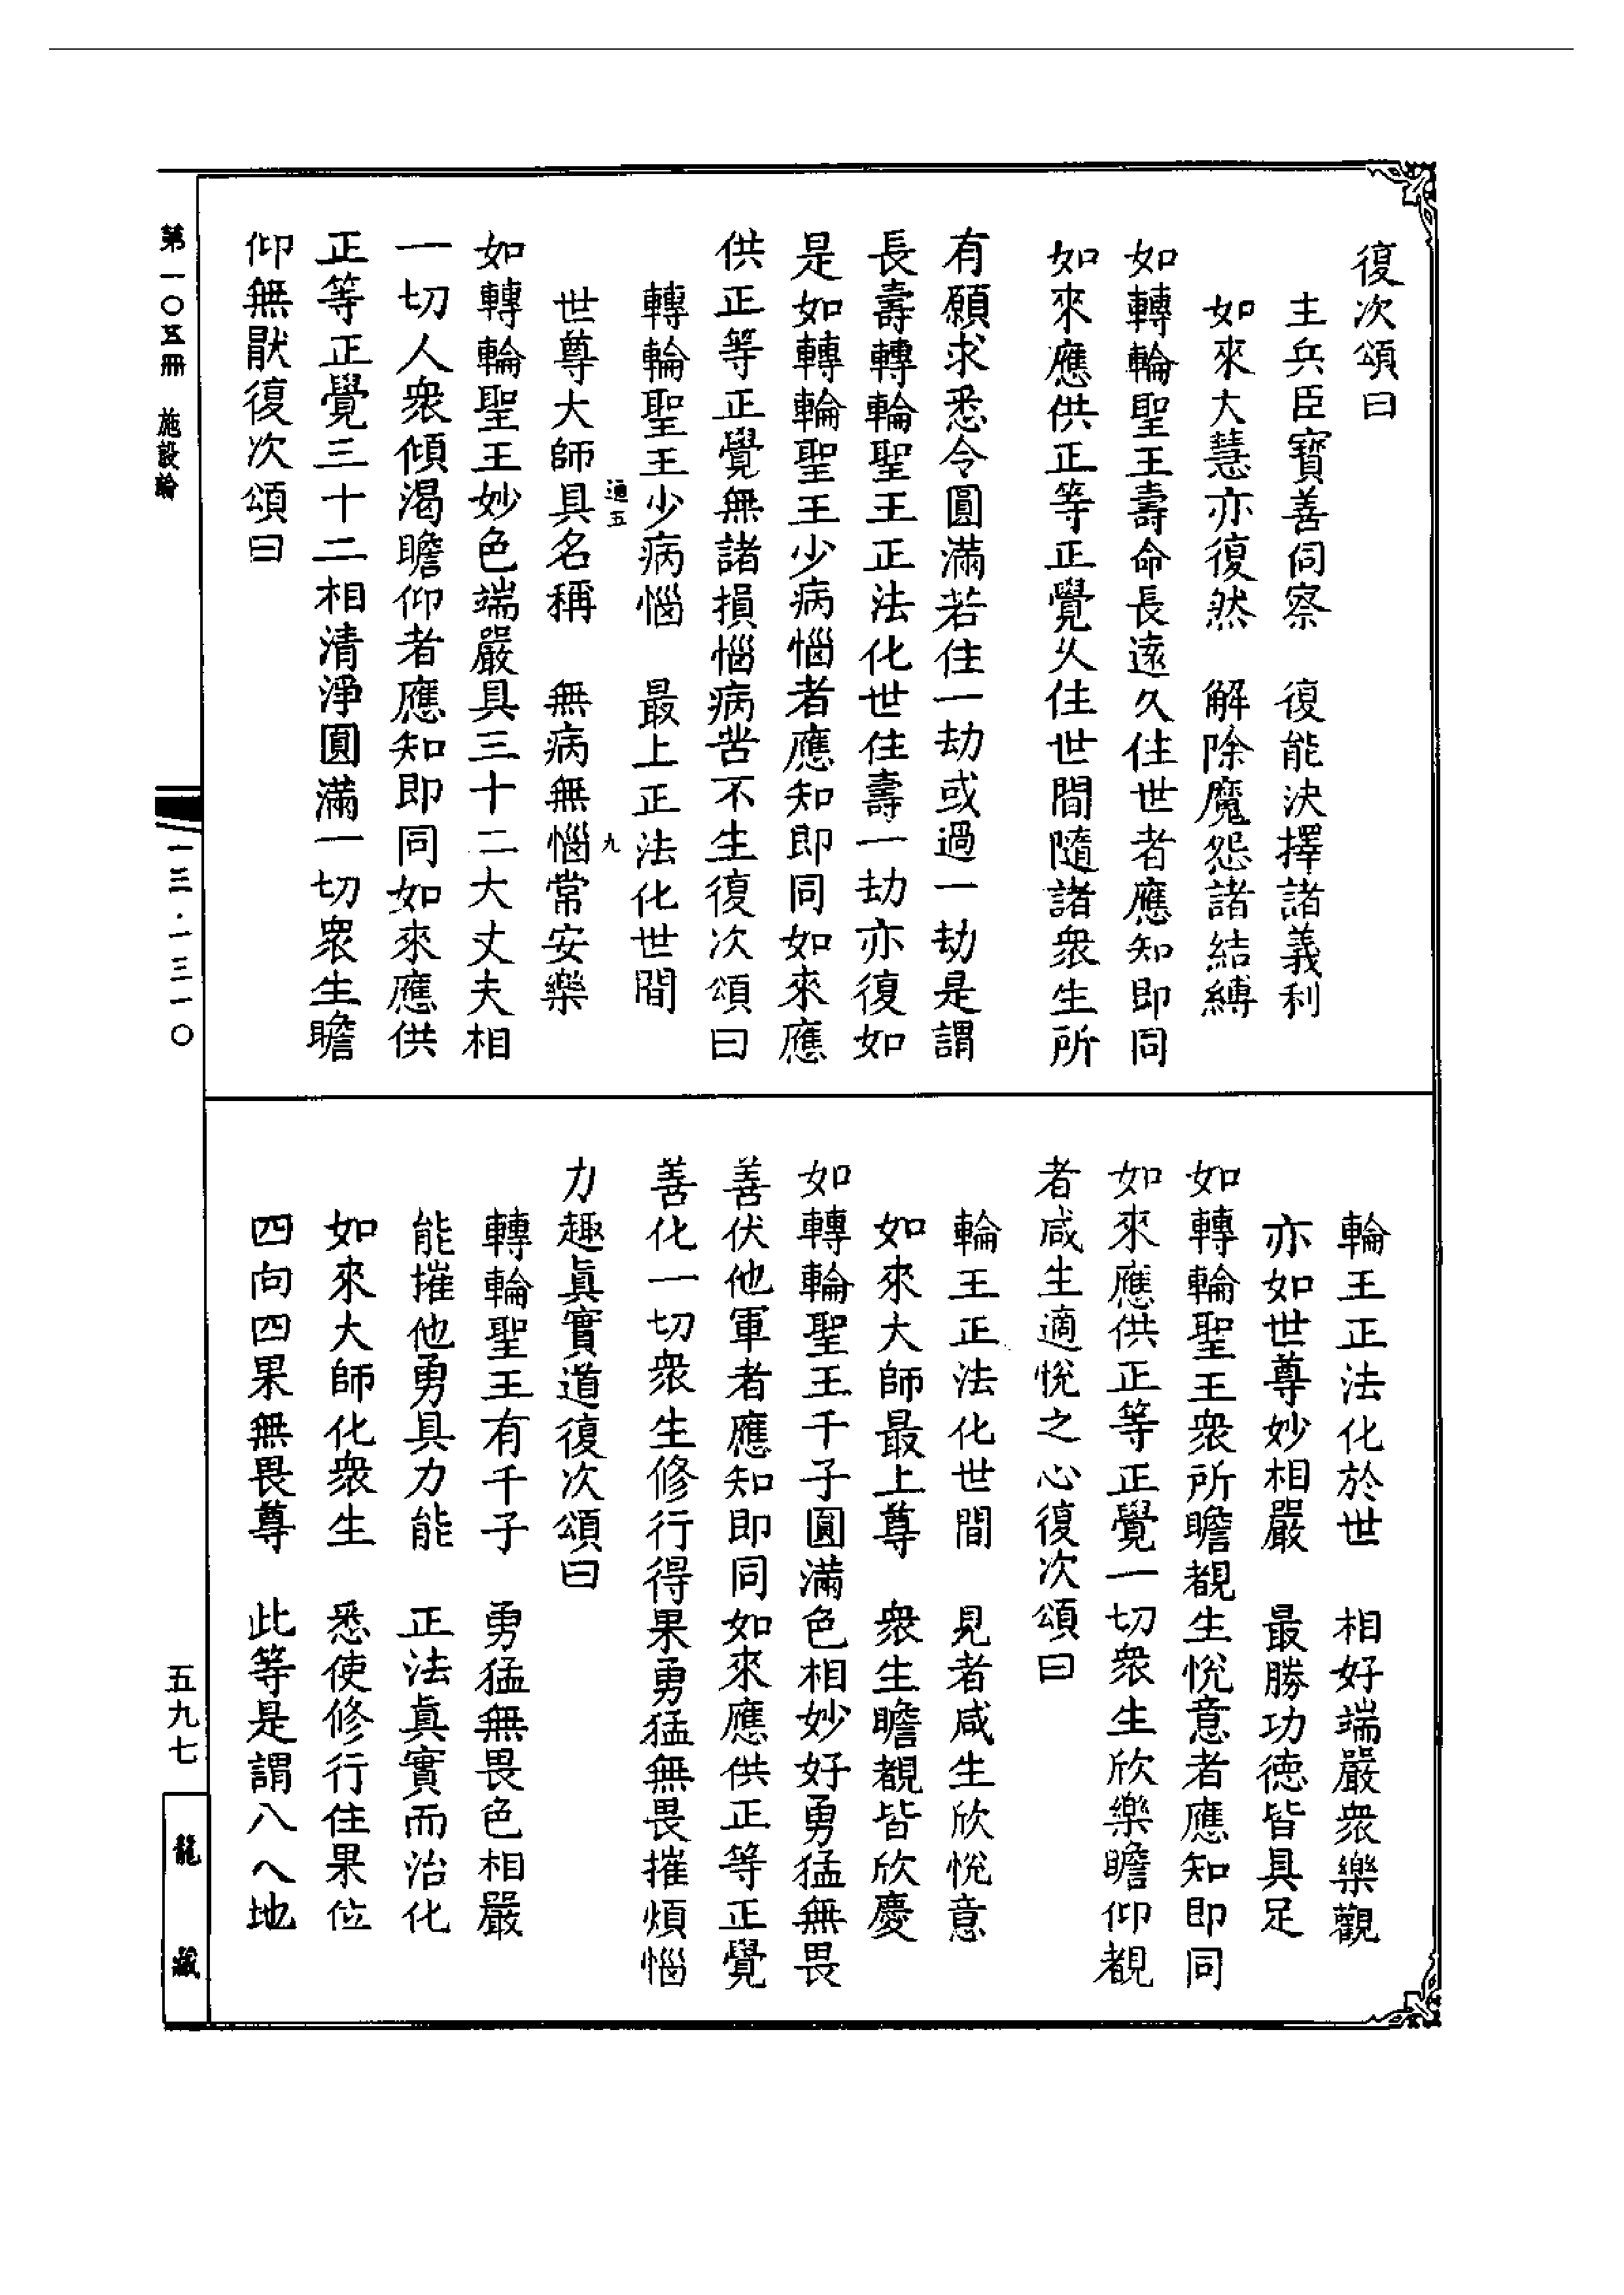 復次頌曰
主兵臣寶善伺察　復能決擇諸義利
如來大慧亦復然　解除魔怨諸結縛
如轉輪聖王壽命長遠久住世者應知即同
如來應供正等正覺久住世間隨諸衆生所
有願求悉令圓滿若住一劫或過一劫是謂
長壽轉輪聖王正法化世住壽一劫亦復如
是如轉輪聖王少病惱者應知即同如來應
供正等正覺無諸損惱病苦不生復次頌曰
轉輪聖王少病惱　最上正法化世間
通五　九
世尊大師具名稱　無病無惱常安樂
如轉輪聖王妙色端嚴具三十二大丈夫相
一切人衆傾渴瞻仰者應知即同如來應供
正等正覺三十二相清淨圓滿一切衆生瞻
仰無猒復次頌曰
輪王正法化於世　相好端嚴衆樂觀
亦如世尊妙相嚴　最勝功德皆具足
如轉輪聖王衆所瞻覩生悅意者應知即同
如來應供正等正覺一切衆生欣樂瞻仰覩
者咸生適悅之心復次頌曰
輪王正法化世間　見者咸生欣悅意
如來大師最上尊　衆生瞻覩皆欣慶
如轉輪聖王千子圓滿色相妙好勇猛無畏
善伏他軍者應知即同如來應供正等正覺
善化一切衆生修行得果勇猛無畏摧煩惱
力趣眞實道復次頌曰
轉輪聖王有千子　勇猛無畏色相嚴
能摧他勇具力能　正法眞實而治化
如來大師化衆生　悉使修行住果位
四向四果無畏尊　此等是謂八人地
第一〇五冊　施設論
一三·一三一〇
五九七
龍藏